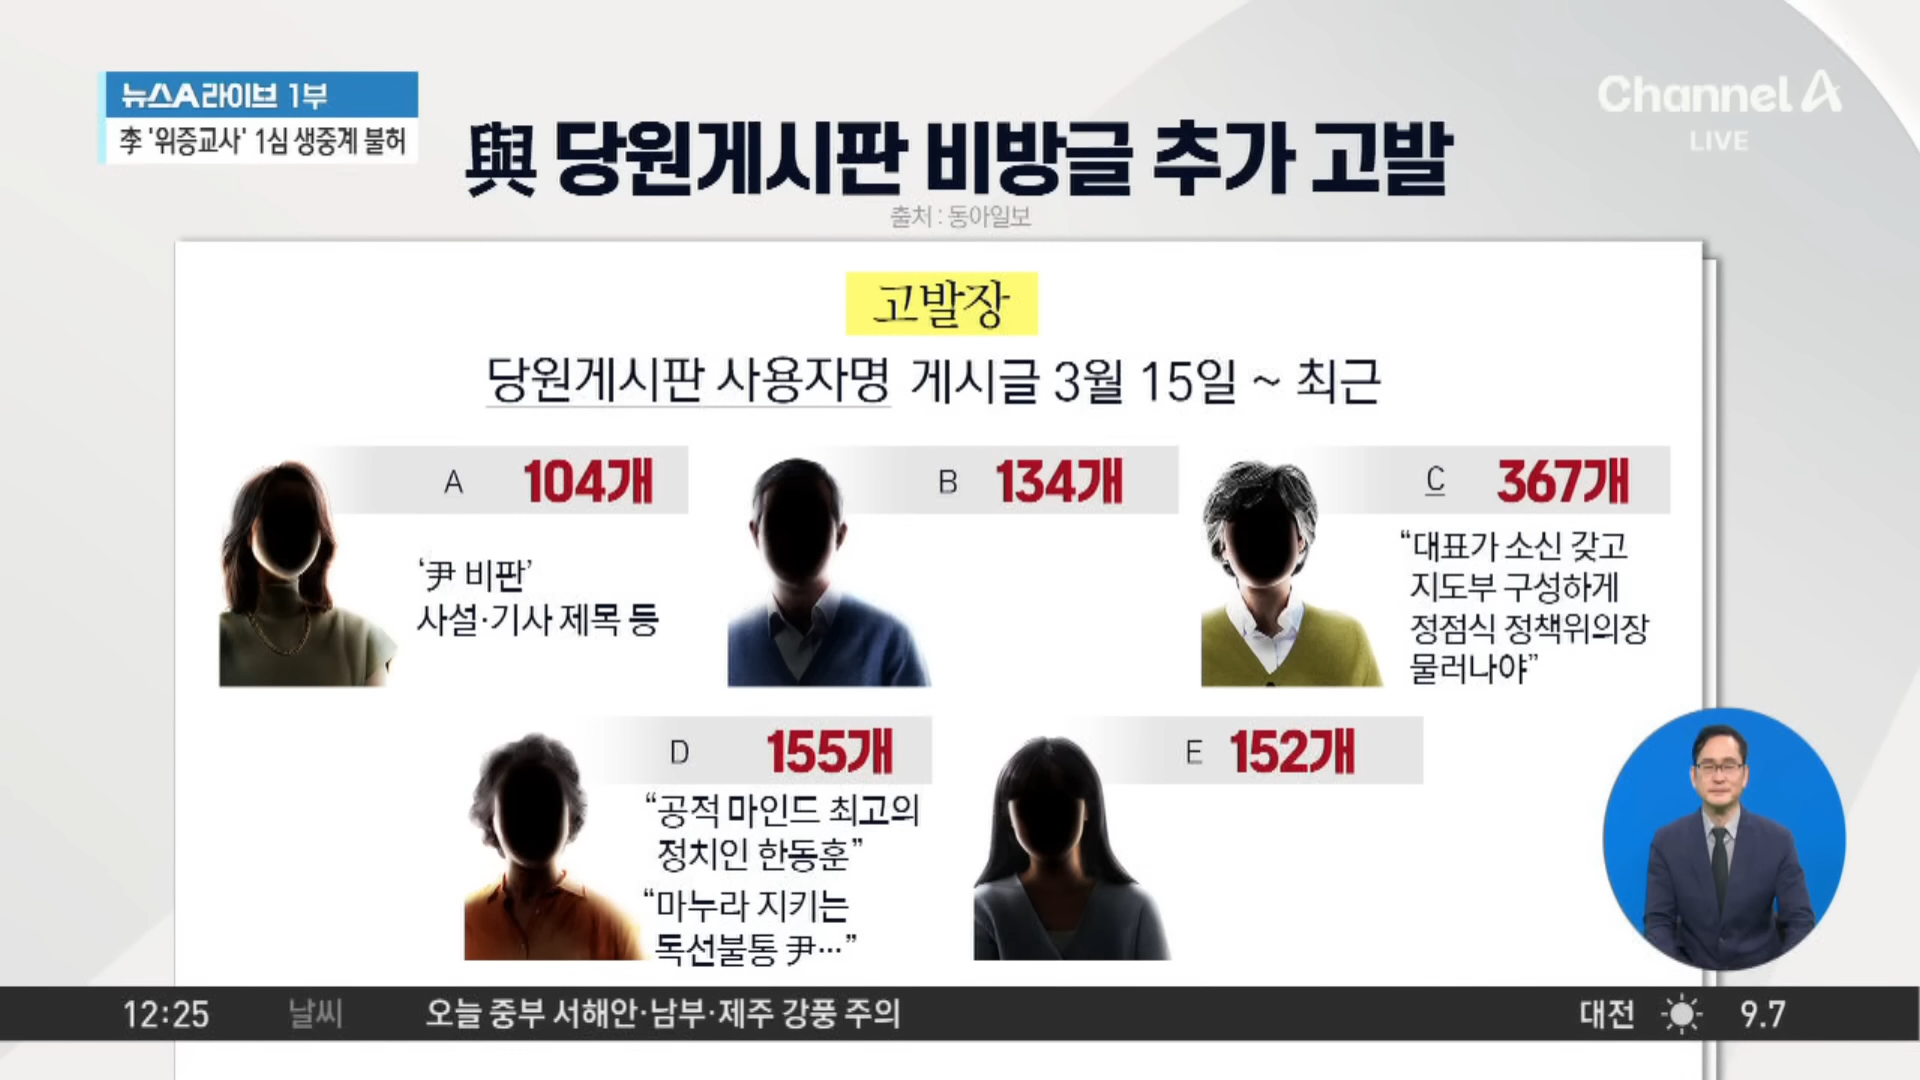 뉴스A 라이브 1부
李 '위증교사' 1심 생중계 불허
Channel A
LIVE
與 당원게시판 비방글 추가 고발
출처 : 동아일보
고발장
당원게시판 사용자명 게시글 3월 15일 ~ 최근
A 104개
'尹 비판'
사설·기사 제목 등
B 134개
C 367개
“대표가 소신 갖고
지도부 구성하게
정점식 정책위의장
물러나야”
D 155개
“공적 마인드 최고의
정치인 한동훈”
“마누라 지키는
독선불통 尹…”
E 152개
12:25 날씨 오늘 중부 서해안·남부·제주 강풍 주의 대전 9.7